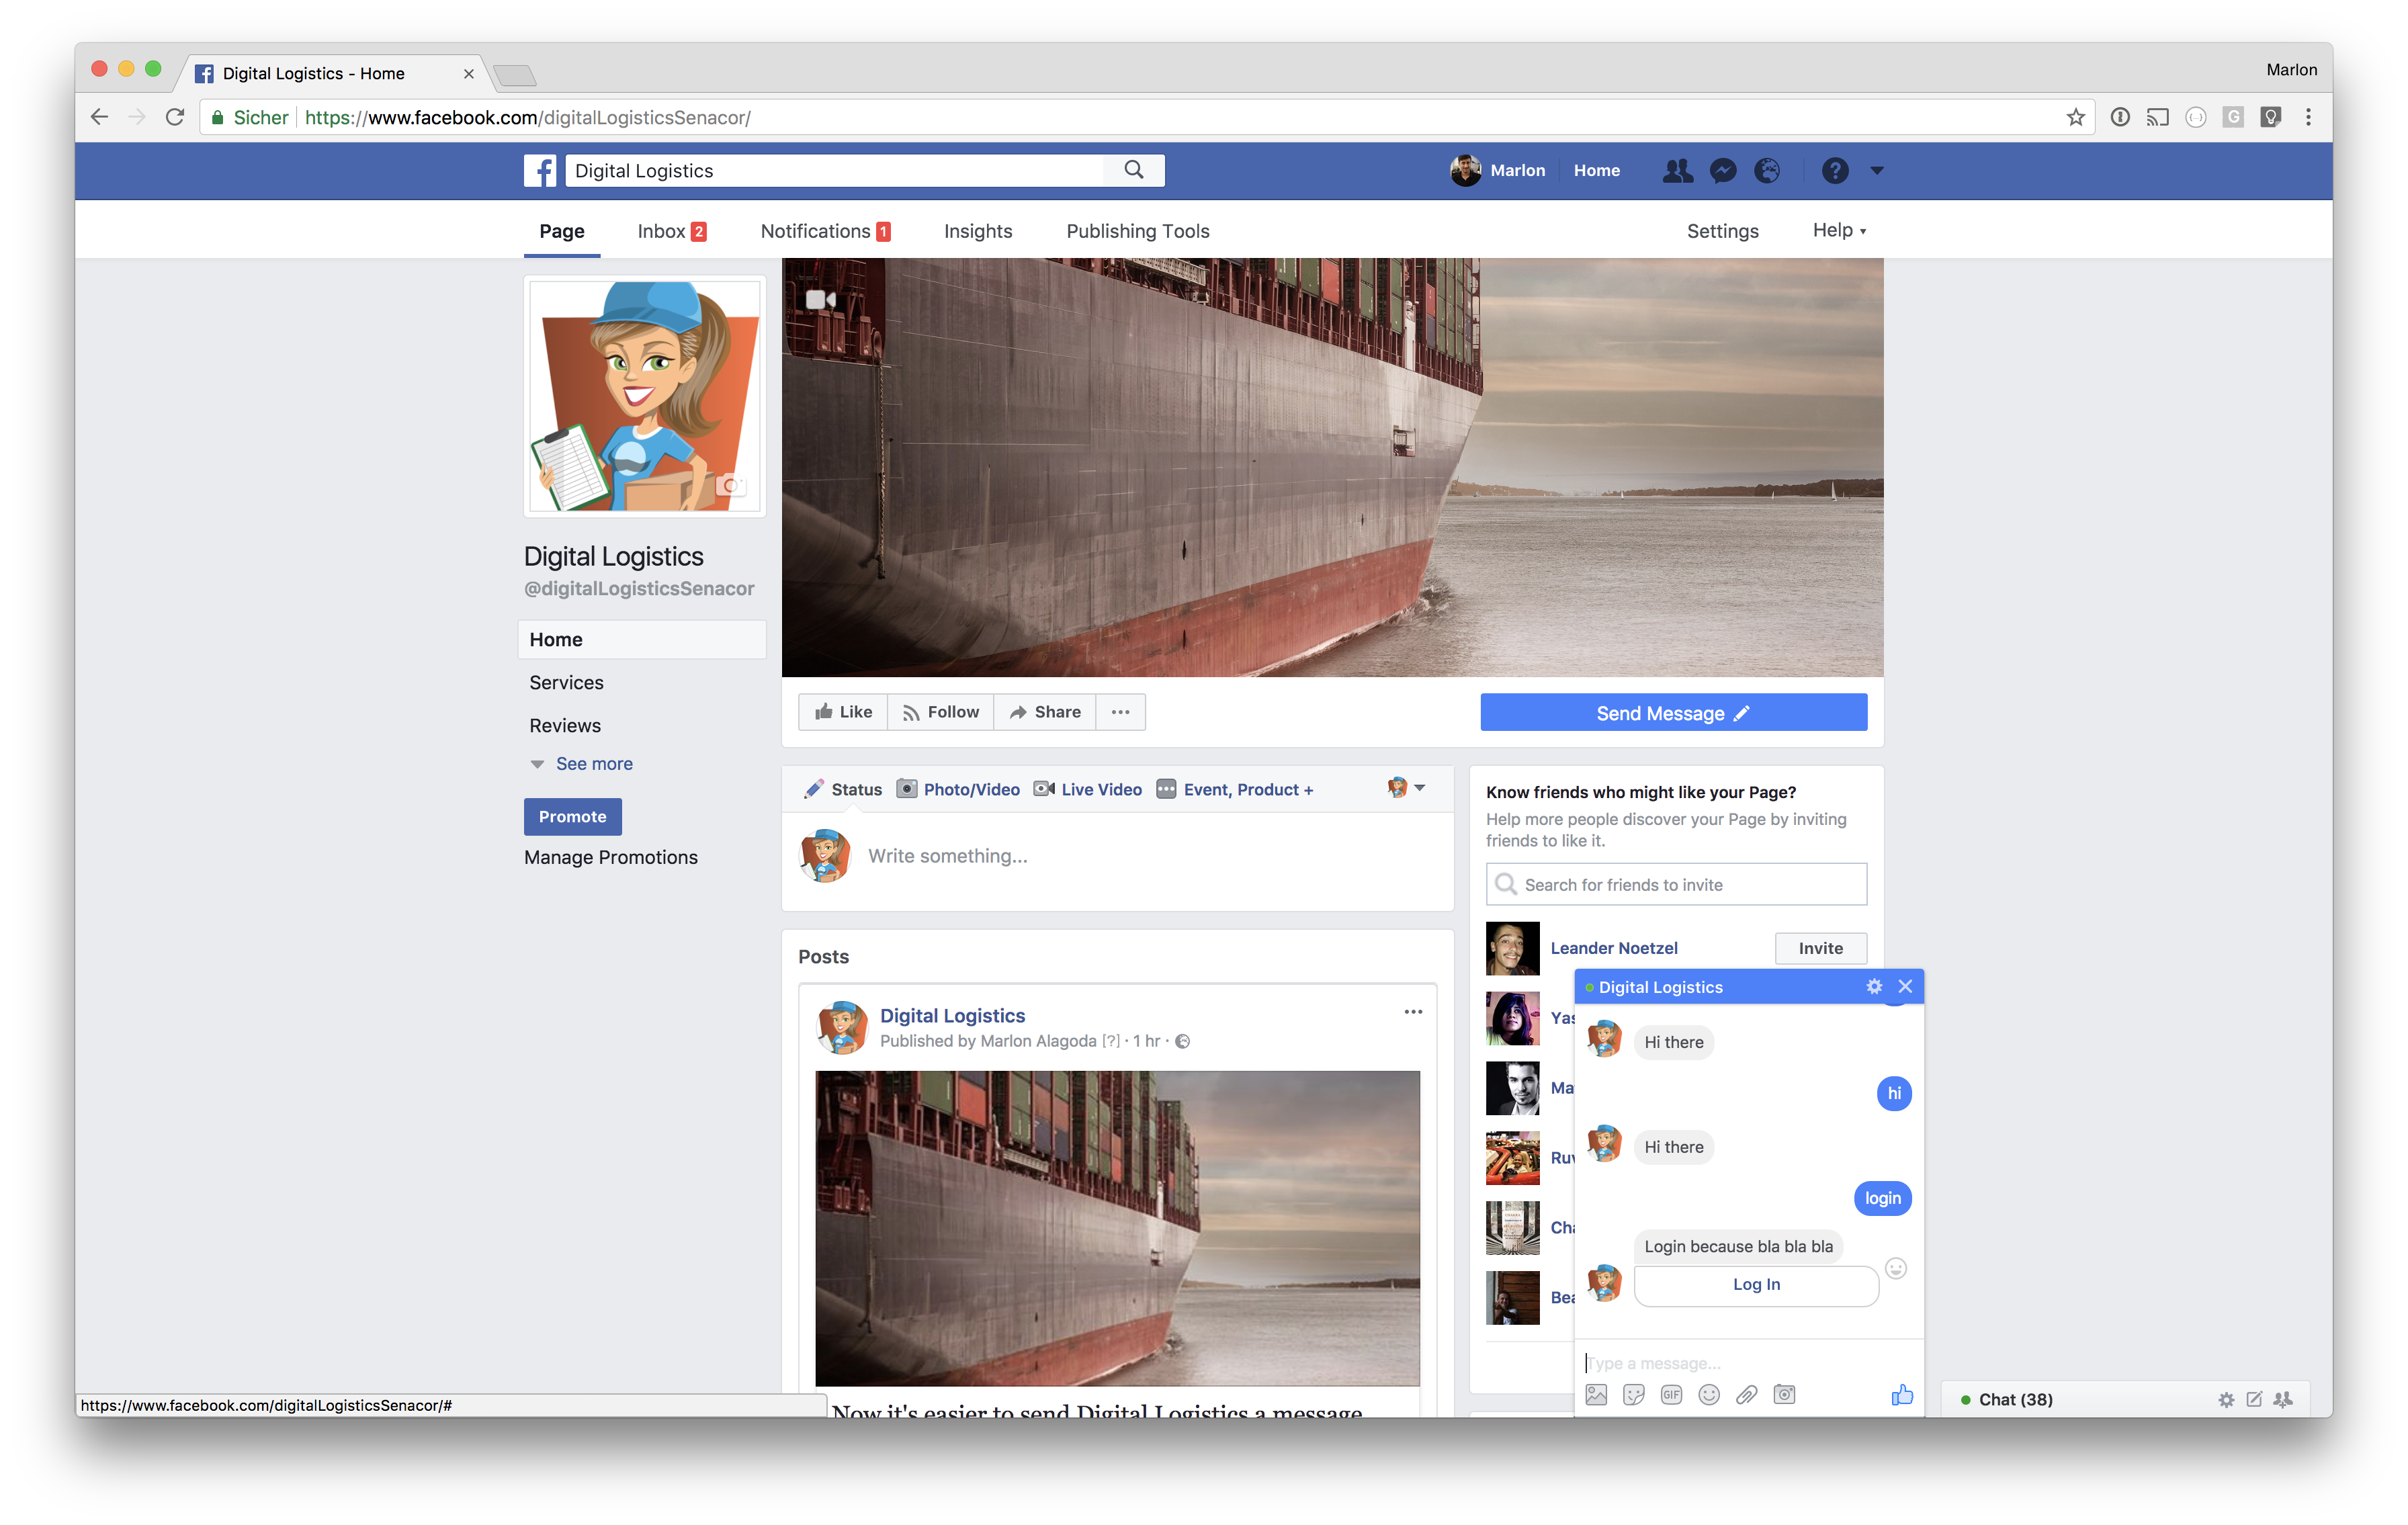 Digital Logistics - Home
Marlon
Sicher https://www.facebook.com/digitalLogisticsSenacor/
Digital Logistics
Marlon Home
Page Inbox 2 Notifications 1 Insights Publishing Tools Settings Help
Digital Logistics
@digitalLogisticsSenacor
Home
Services
Reviews
See more
Promote
Manage Promotions
Like Follow Share ...
Send Message
Status Photo/Video Live Video Event, Product +
Write something...
Posts
Digital Logistics
Published by Marlon Alagoda [?] · 1 hr ·
Now it's easier to send Digital Logistics a message
Know friends who might like your Page?
Help more people discover your Page by inviting
friends to like it.
Search for friends to invite
Leander Noetzel Invite
Yas
Ma
Ruv
Cha
Bea
Digital Logistics
Hi there
hi
Hi there
login
Login because bla bla bla
Log In
Type a message...
GIF
Chat (38)
https://www.facebook.com/digitalLogisticsSenacor/#